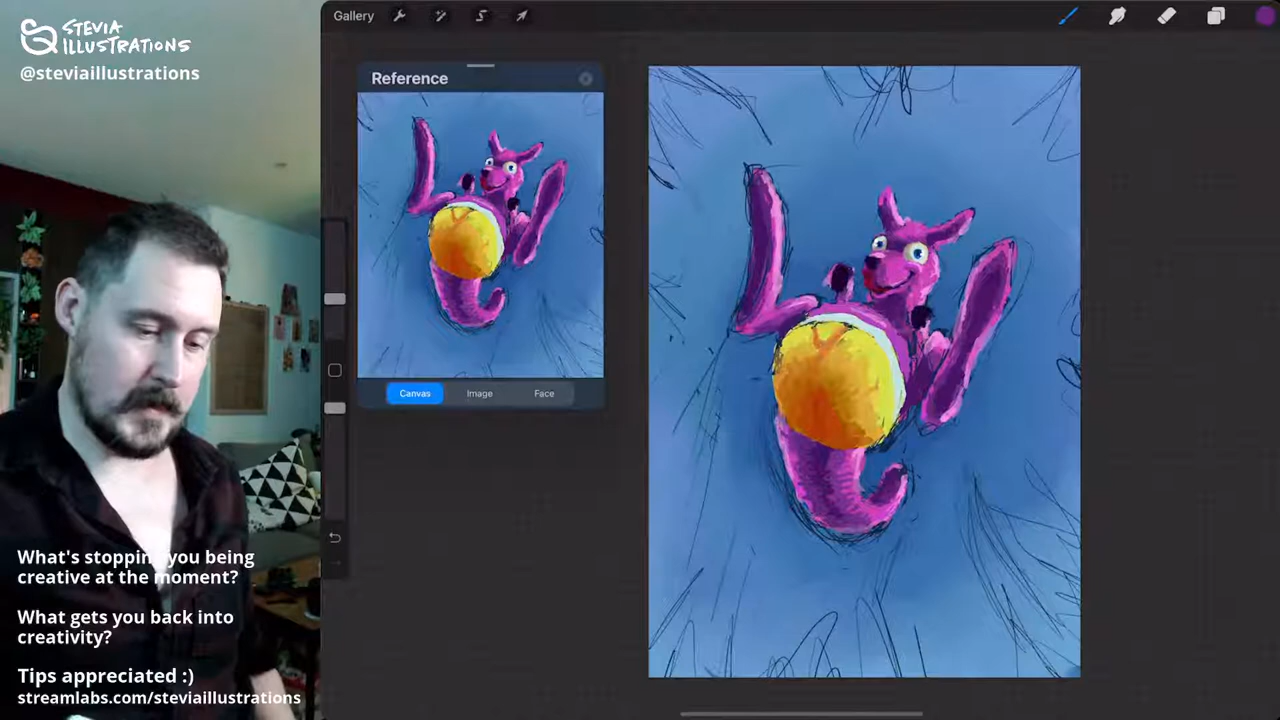 STEVIA
ILLUSTRATIONS
@steviaillustrations
Gallery
Reference
Canvas
Image
Face
What's stopping you being
creative at the moment?
What gets you back into
creativity?
Tips appreciated :)
streamlabs.com/steviaillustrations